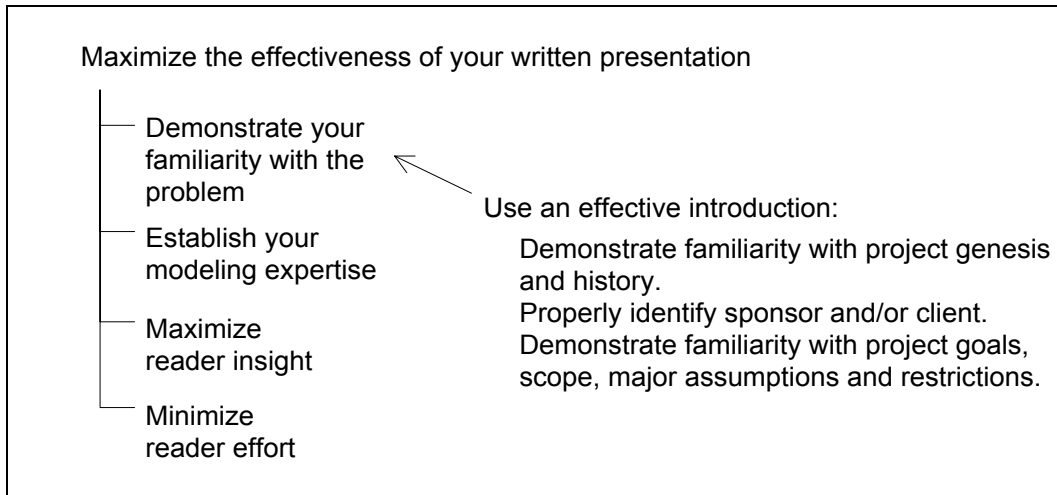 Maximize the effectiveness of your written presentation
Demonstrate your
familiarity with the
problem
Establish your
modeling expertise
Maximize
reader insight
Minimize
reader effort
Use an effective introduction:
Demonstrate familiarity with project genesis
and history.
Properly identify sponsor and/or client.
Demonstrate familiarity with project goals,
scope, major assumptions and restrictions.